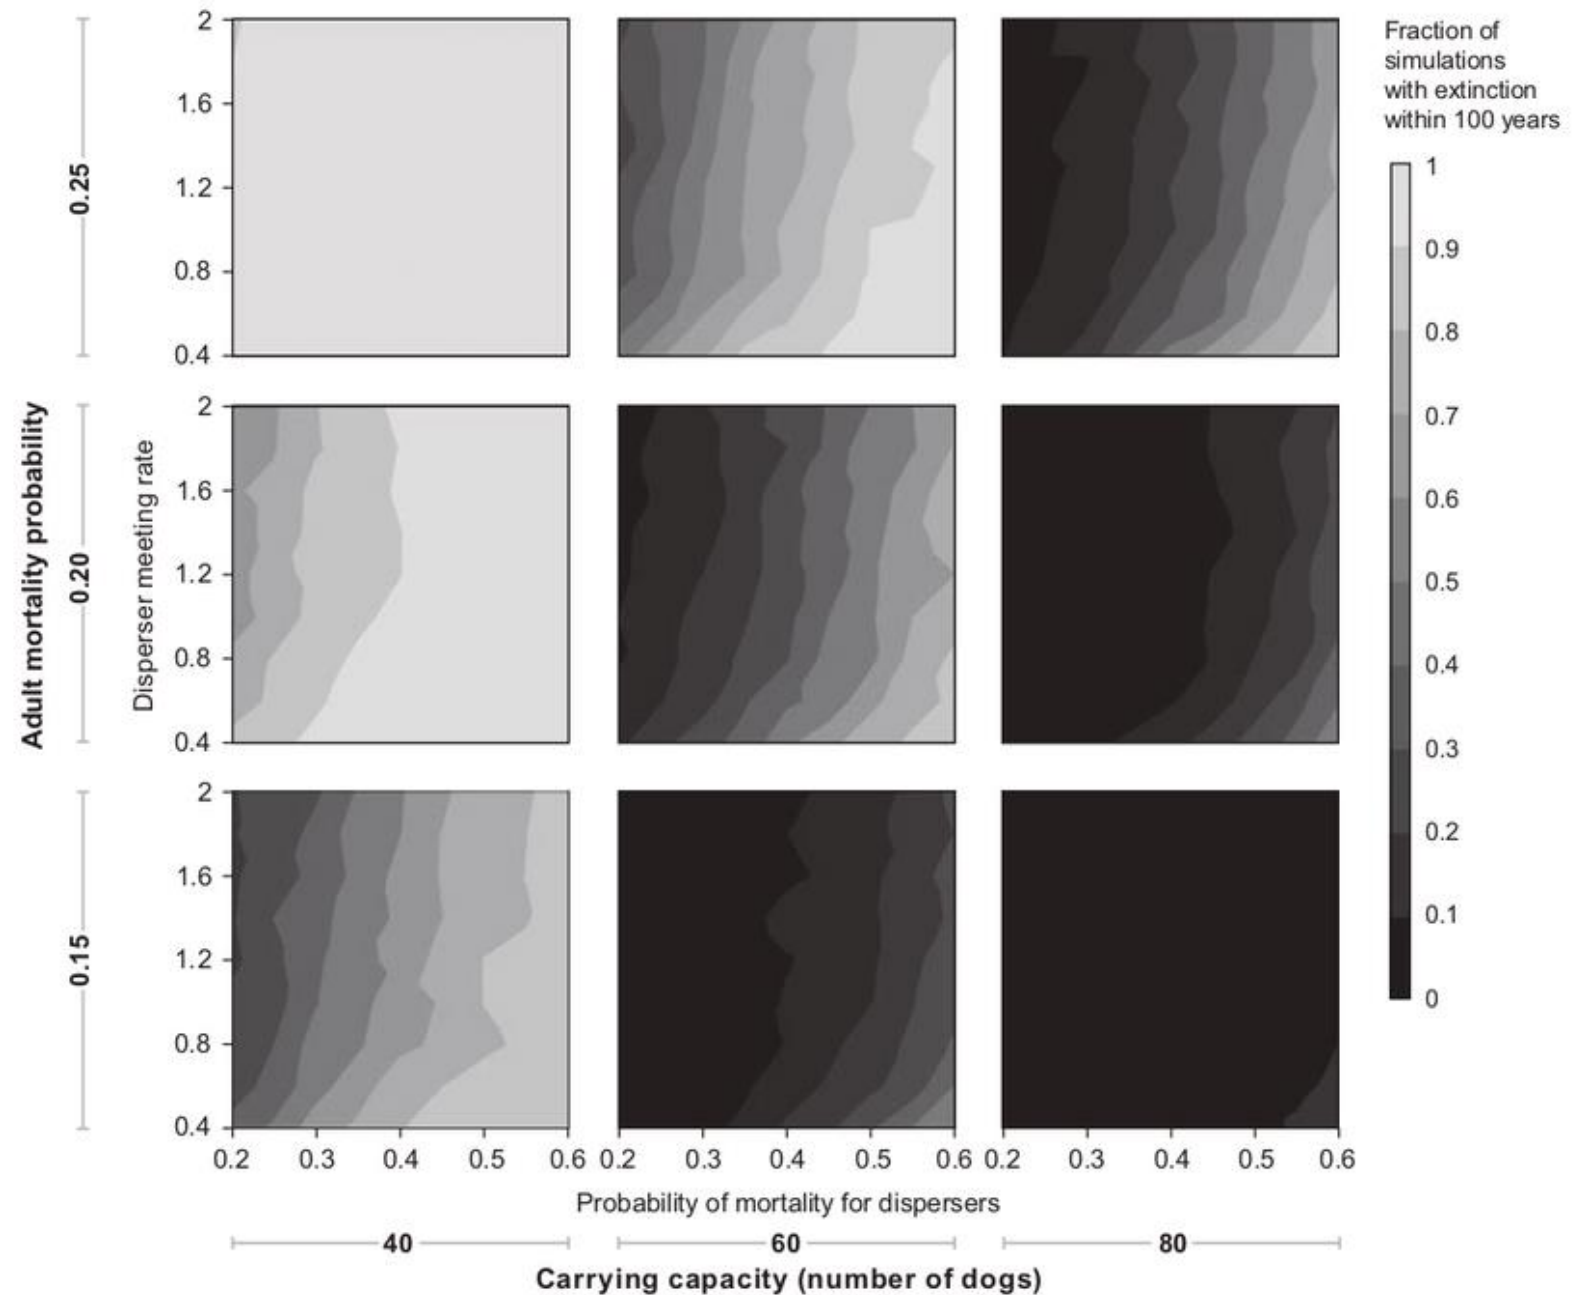 Fraction of
simulations
with extinction
within 100 years
1
0.9
0.8
0.7
0.6
0.5
0.4
0.3
0.2
0.1
0
Adult mortality probability
0.25
0.20
0.15
Disperser meeting rate
2
1.6
1.2
0.8
0.4
2
1.6
1.2
0.8
0.4
2
1.6
1.2
0.8
0.4
0.2 0.3 0.4 0.5 0.6 0.2 0.3 0.4 0.5 0.6 0.2 0.3 0.4 0.5 0.6
Probability of mortality for dispersers
40 60 80
Carrying capacity (number of dogs)